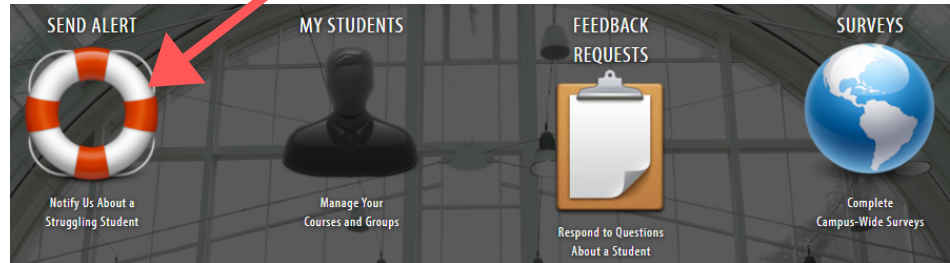 SEND ALERT
Notify Us About a
Struggling Student
MY STUDENTS
Manage Your
Courses and Groups
FEEDBACK
REQUESTS
Respond to Questions
About a Student
SURVEYS
Complete
Campus-Wide Surveys